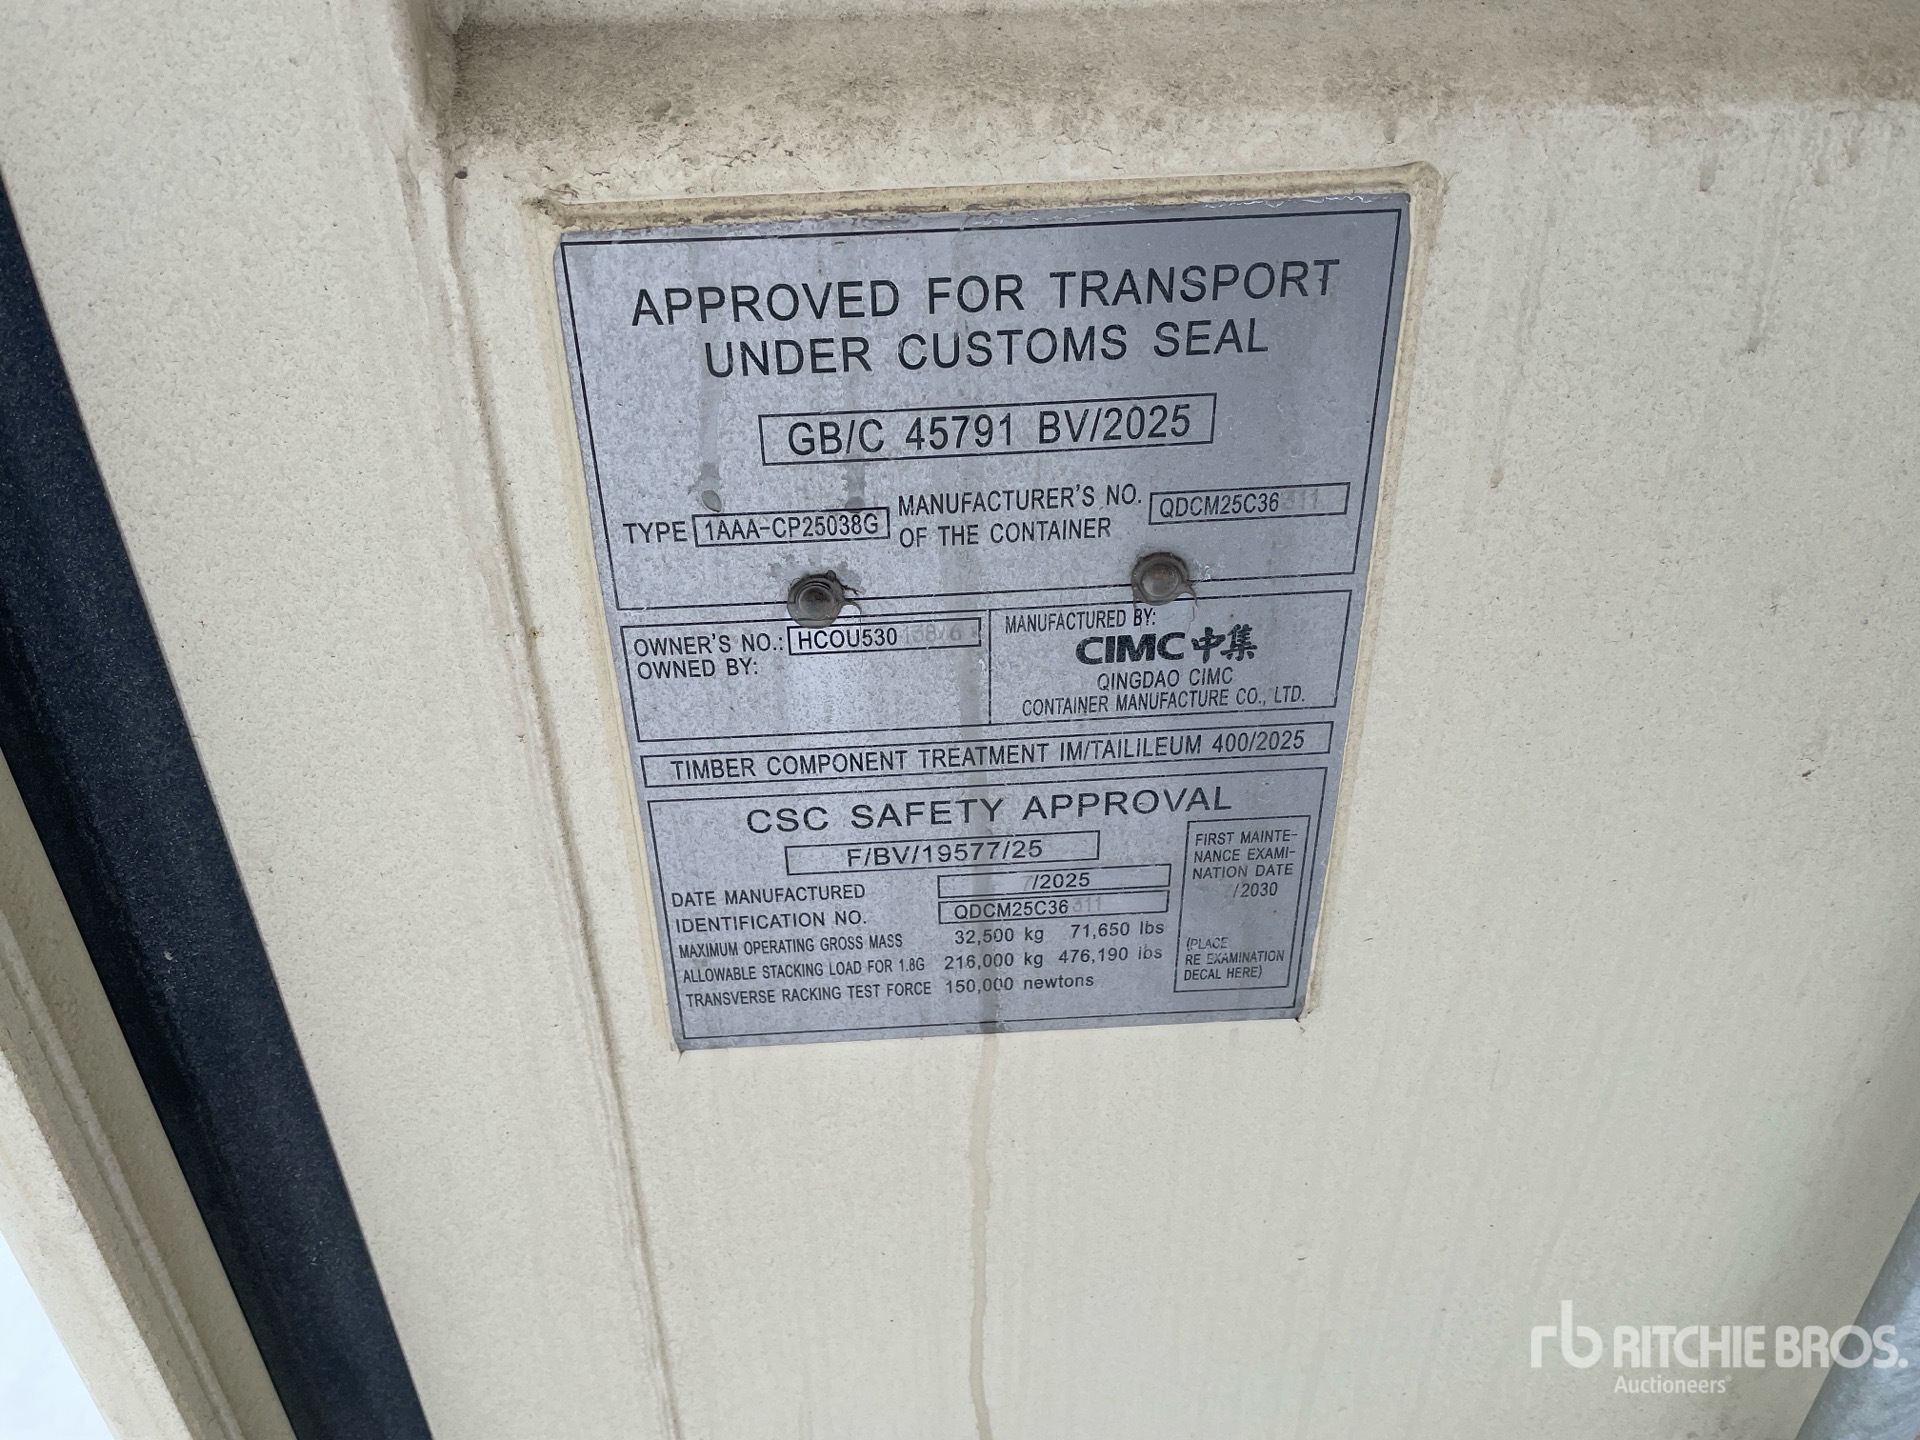 APPROVED FOR TRANSPORT
UNDER CUSTOMS SEAL
GB/C 45791 BV/2025
TYPE 1AAA-CP25038G MANUFACTURER'S NO. OF THE CONTAINER QDCM25C36
OWNER'S NO.: HCOU530
OWNED BY:
MANUFACTURED BY:
CIMC中集
QINGDAO CIMC
CONTAINER MANUFACTURE CO., LTD.
TIMBER COMPONENT TREATMENT IM/TAILILEUM 400/2025
CSC SAFETY APPROVAL
F/BV/19577/25
DATE MANUFACTURED /2025
IDENTIFICATION NO. QDCM25C36
MAXIMUM OPERATING GROSS MASS 32,500 kg 71,650 lbs
ALLOWABLE STACKING LOAD FOR 1.8G 216,000 kg 476,190 lbs
TRANSVERSE RACKING TEST FORCE 150,000 newtons
FIRST MAINTE-
NANCE EXAMI-
NATION DATE
/2030
(PLACE
RE EXAMINATION
DECAL HERE)
rb RITCHIE BROS.
Auctioneers